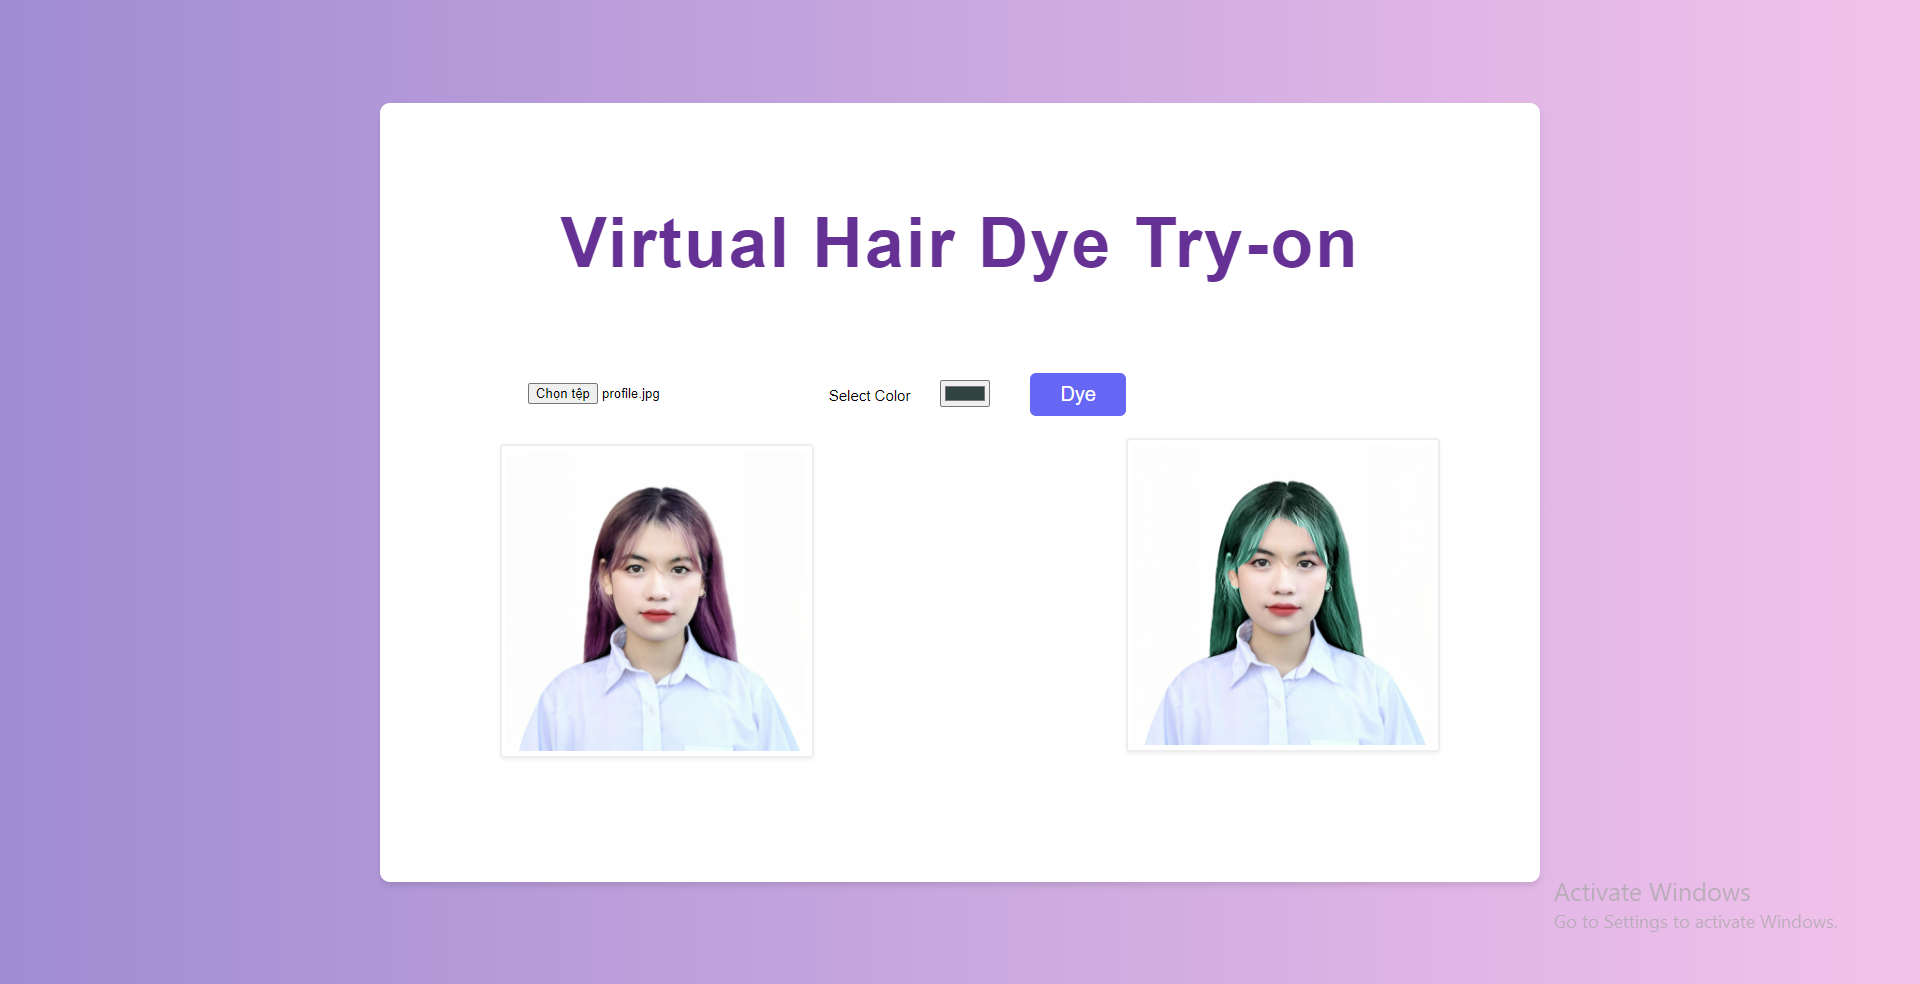 Virtual Hair Dye Try-on
Chọn tệp profile.jpg
Select Color
Dye
Activate Windows
Go to Settings to activate Windows.